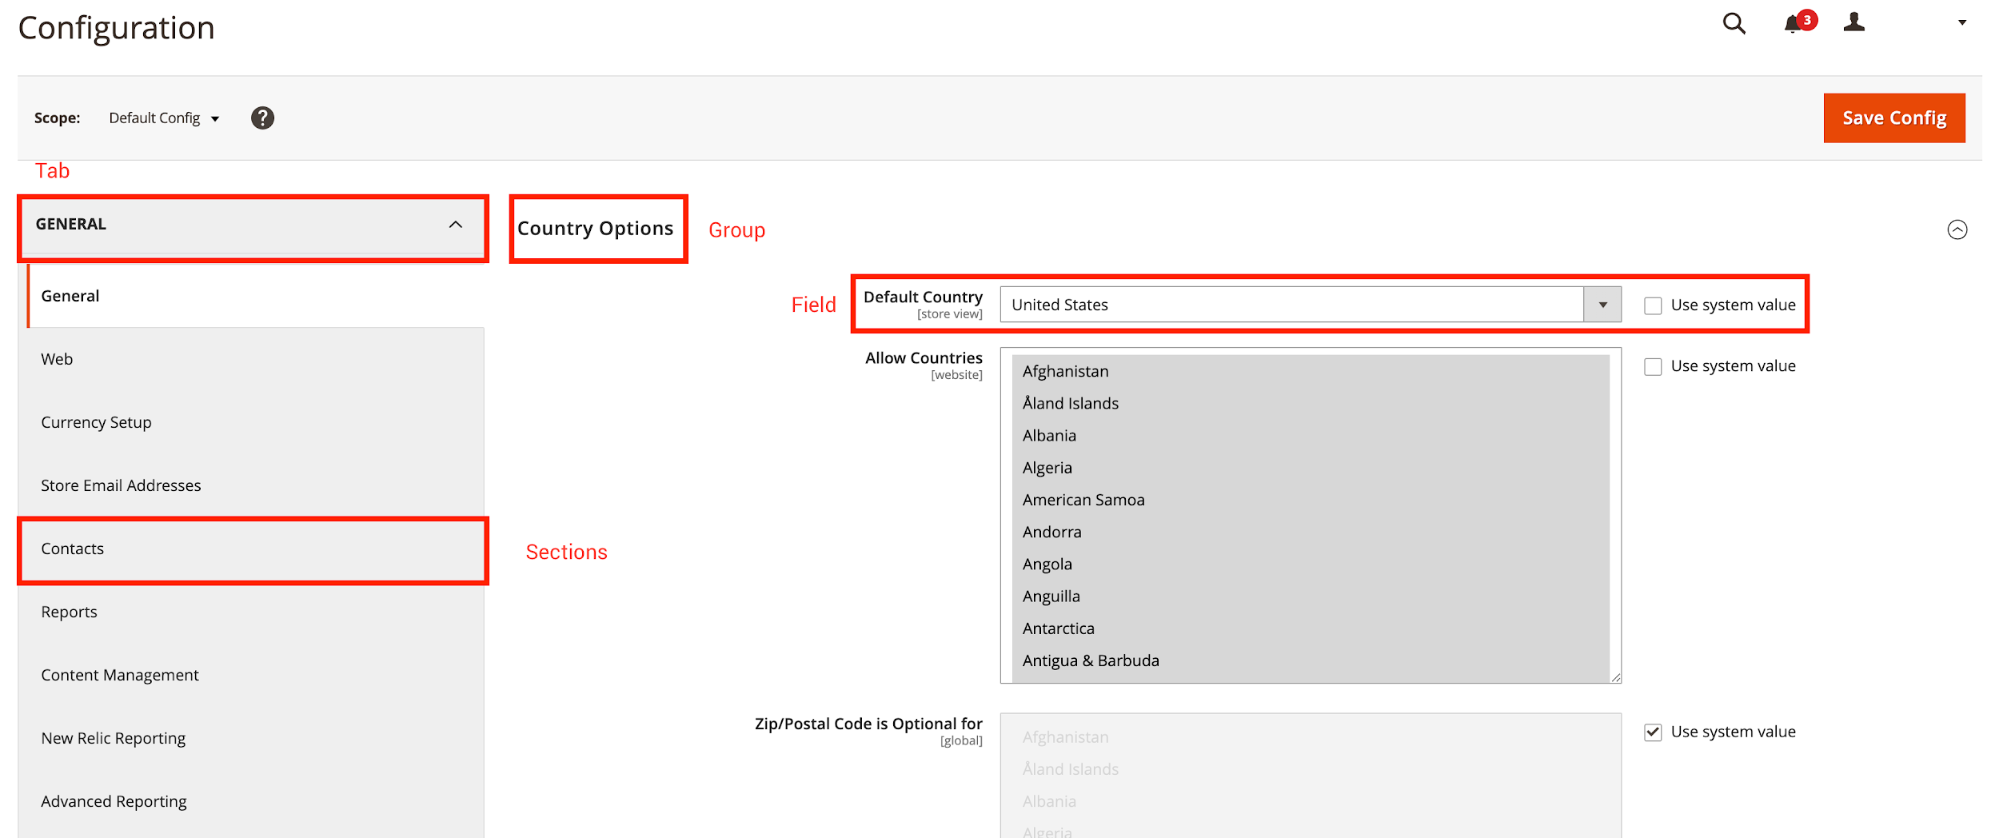 Configuration
3
Scope: Default Config ?
Save Config
Tab
GENERAL
Country Options
Group
General
Web
Currency Setup
Store Email Addresses
Contacts
Sections
Reports
Content Management
New Relic Reporting
Advanced Reporting
Field
Default Country
[store view]
United States
Use system value
Allow Countries
[website]
Afghanistan
Åland Islands
Albania
Algeria
American Samoa
Andorra
Angola
Anguilla
Antarctica
Antigua & Barbuda
Use system value
Zip/Postal Code is Optional for
[global]
Afghanistan
Åland Islands
Albania
Algeria
Use system value